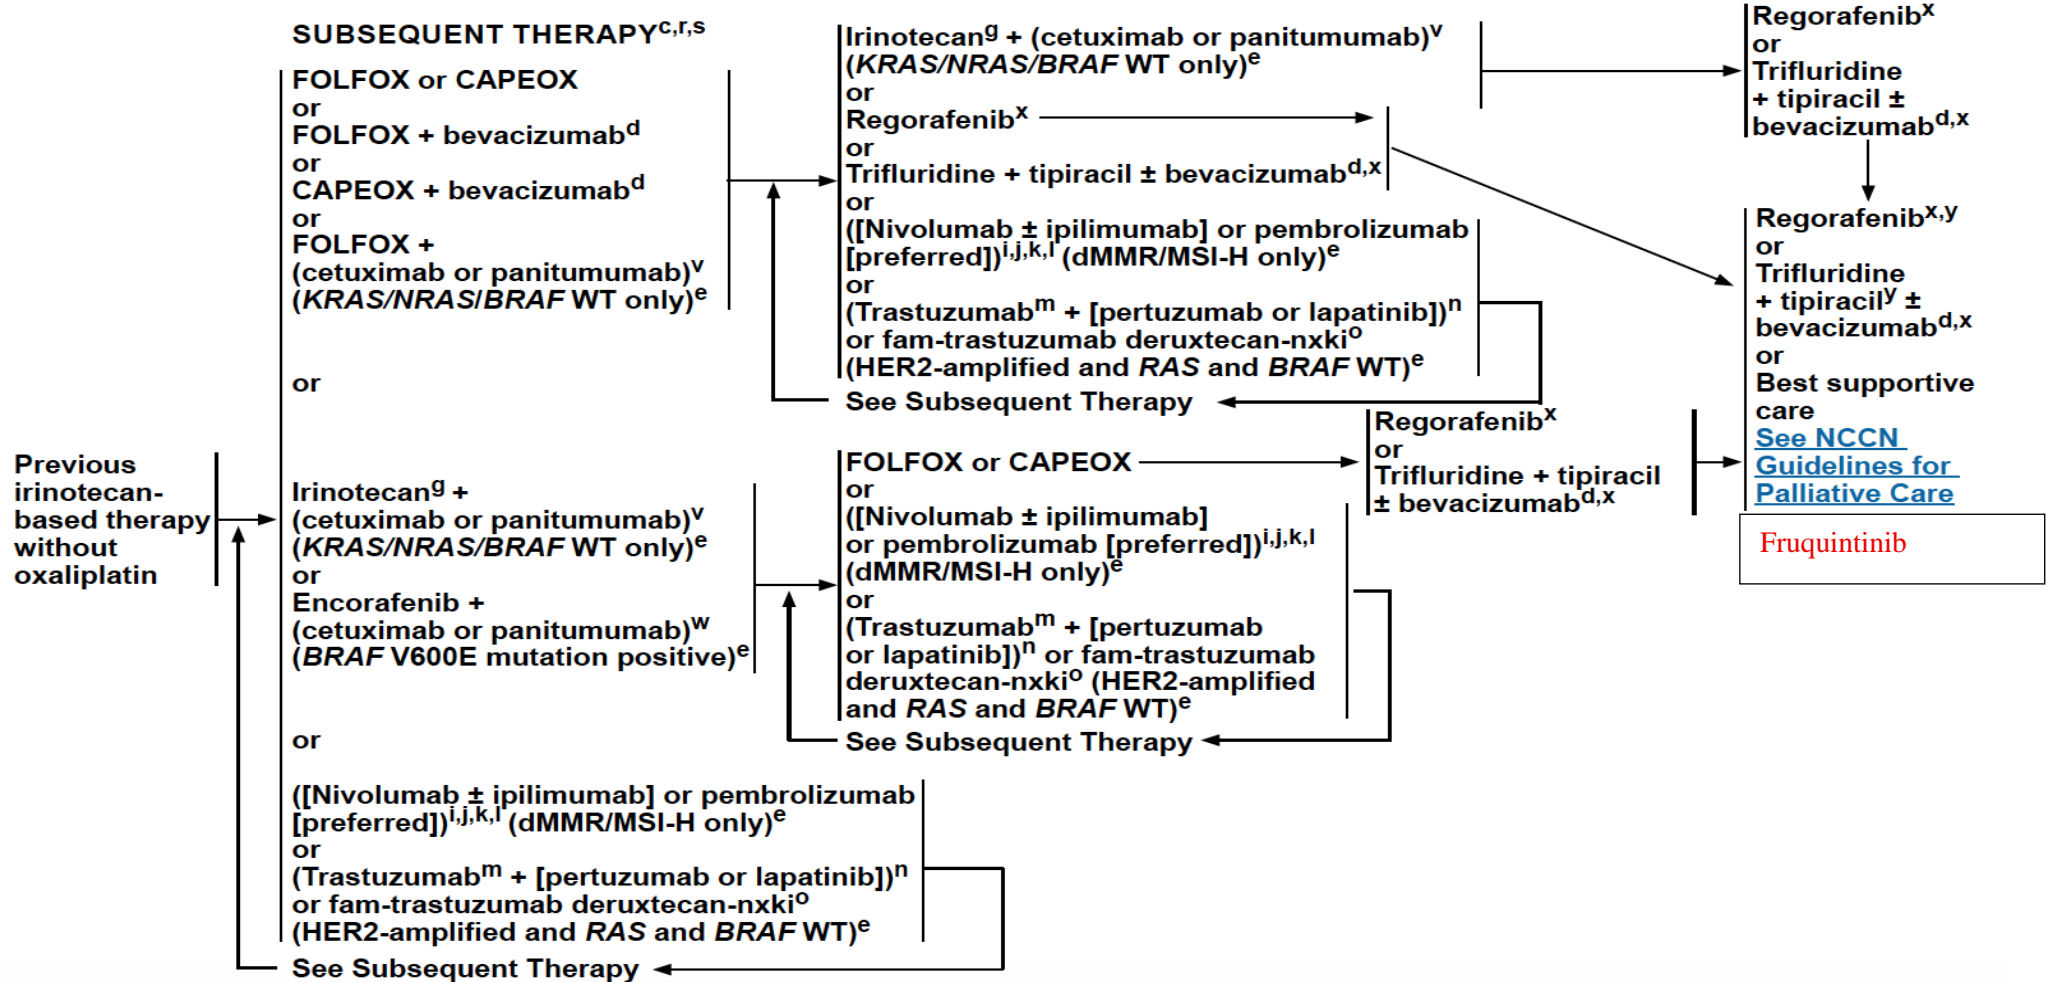 Previous
irinotecan-
based therapy
without
oxaliplatin
SUBSEQUENT THERAPYc,r,s
FOLFOX or CAPEOX
or
FOLFOX + bevacizumabd
or
CAPEOX + bevacizumabd
or
FOLFOX +
(cetuximab or panitumumab)v
(KRAS/NRAS/BRAF WT only)e
or
Irinotecang +
(cetuximab or panitumumab)v
(KRAS/NRAS/BRAF WT only)e
or
Encorafenib +
(cetuximab or panitumumab)w
(BRAF V600E mutation positive)e
or
([Nivolumab ± ipilimumab] or pembrolizumab
[preferred])i,j,k,l (dMMR/MSI-H only)e
or
(Trastuzumabm + [pertuzumab or lapatinib])n
or fam-trastuzumab deruxtecan-nxkio
(HER2-amplified and RAS and BRAF WT)e
See Subsequent Therapy
Irinotecang + (cetuximab or panitumumab)v
(KRAS/NRAS/BRAF WT only)e
or
Regorafenibx
or
Trifluridine + tipiracil ± bevacizumabd,x
or
([Nivolumab ± ipilimumab] or pembrolizumab
[preferred])i,j,k,l (dMMR/MSI-H only)e
or
(Trastuzumabm + [pertuzumab or lapatinib])n
or fam-trastuzumab deruxtecan-nxkio
(HER2-amplified and RAS and BRAF WT)e
See Subsequent Therapy
FOLFOX or CAPEOX
or
([Nivolumab ± ipilimumab]
or pembrolizumab [preferred])i,j,k,l
(dMMR/MSI-H only)e
or
(Trastuzumabm + [pertuzumab
or lapatinib])n or fam-trastuzumab
deruxtecan-nxkio (HER2-amplified
and RAS and BRAF WT)e
See Subsequent Therapy
Regorafenibx
or
Trifluridine + tipiracil
± bevacizumabd,x
Regorafenibx
or
Trifluridine
+ tipiracil ±
bevacizumabd,x
Regorafenibx,y
or
Trifluridine
+ tipiracily ±
bevacizumabd,x
or
Best supportive
care
See NCCN
Guidelines for
Palliative Care
Fruquintinib